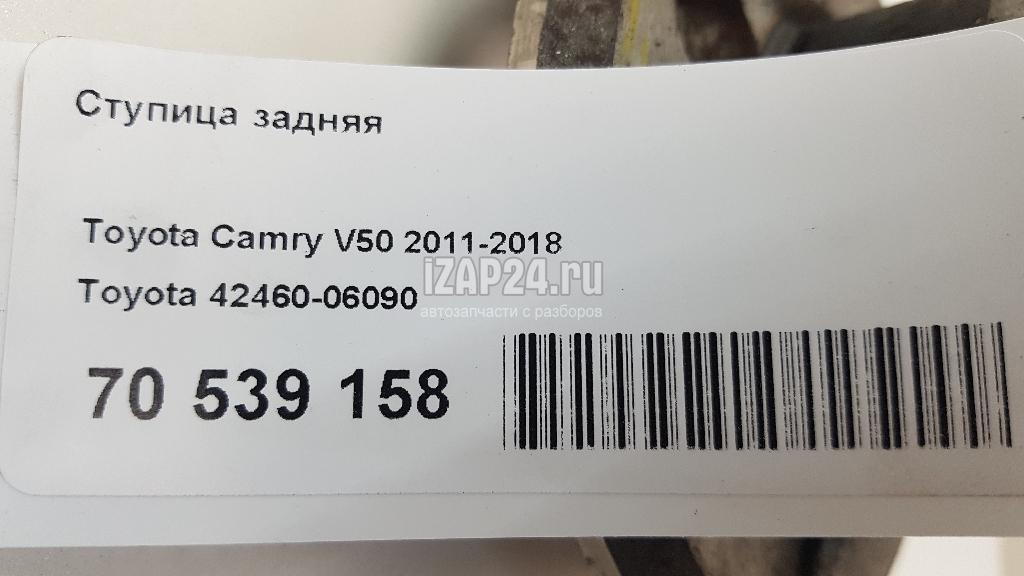 Ступица задняя
Toyota Camry V50 2011-2018
iZAP24.ru
Toyota 42460-06090
автозапчасти с разборов
70 539 158